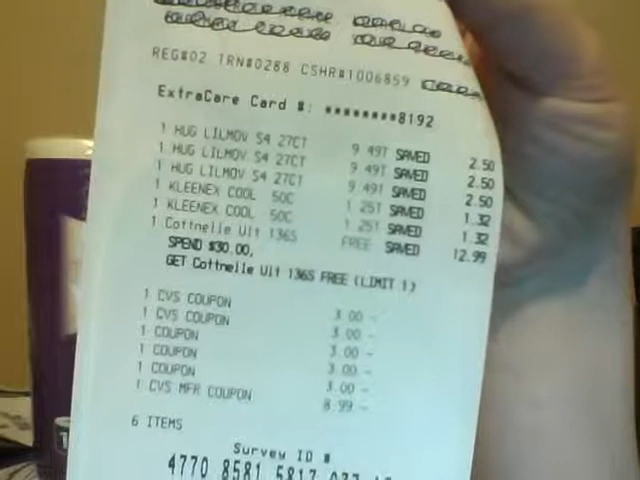 REG#02 TRN#0288 CSHR#1006859
ExtraCare Card #: ********8192
1 HUG LILMOV S4 27CT 9.49T SAVED 2.50
1 HUG LILMOV S4 27CT 9.49T SAVED 2.50
1 HUG LILMOV S4 27CT 9.49T SAVED 2.50
1 KLEENEX COOL 50C 1.25T SAVED 1.32
1 KLEENEX COOL 50C 1.25T SAVED 1.32
1 Cottnelle Ult 136S FREE SAVED 12.99
SPEND $30.00,
GET Cottnelle Ult 136S FREE (LIMIT 1)
1 CVS COUPON 3.00-
1 CVS COUPON 3.00-
1 COUPON 3.00-
1 COUPON 3.00-
1 COUPON 3.00-
1 CVS MFR COUPON 8.99-
6 ITEMS
Survey ID #
4770 8581 5817 037